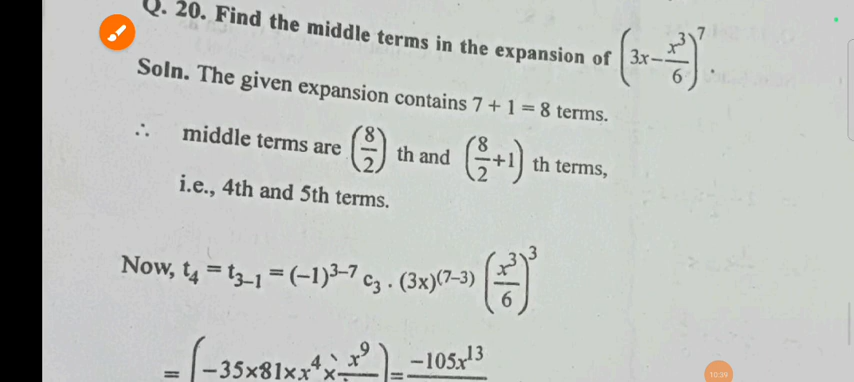 Q. 20. Find the middle terms in the expansion of (3x − x³/6)⁷.
Soln. The given expansion contains 7 + 1 = 8 terms.
∴ middle terms are (8/2) th and (8/2 + 1) th terms,
i.e., 4th and 5th terms.
Now, t₄ = t₃₋₁ = (−1)³⁻⁷ c₃ . (3x)⁽⁷⁻³⁾ (x³/6)³
= (−35×81×x⁴× x⁹ ) = −105x¹³
10:39